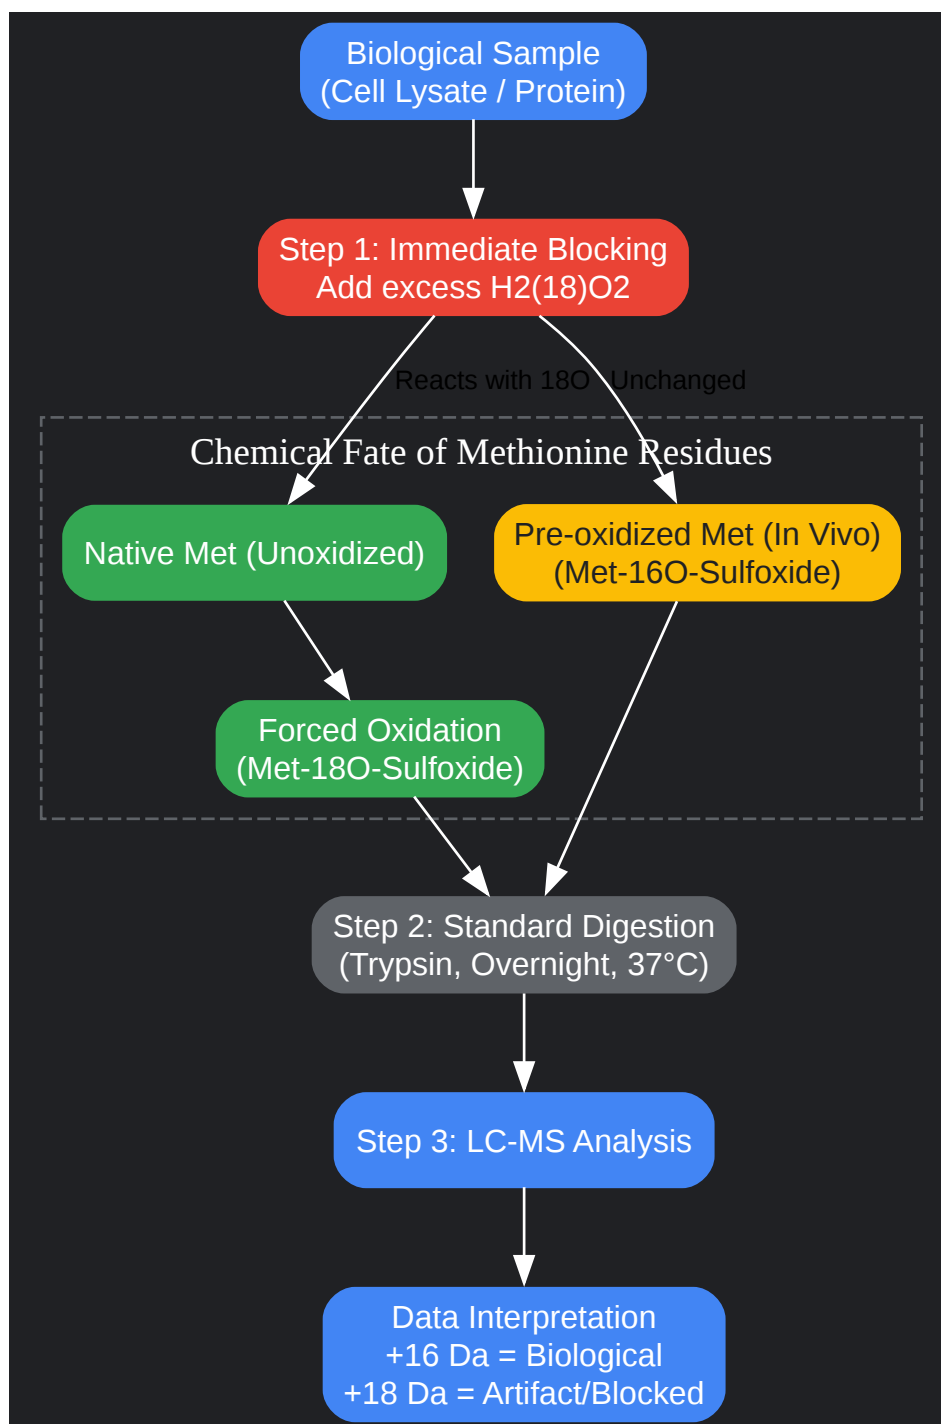 Biological Sample
(Cell Lysate / Protein)
Step 1: Immediate Blocking
Add excess H2(18)O2
Reacts with 18O
Unchanged
Chemical Fate of Methionine Residues
Native Met (Unoxidized)
Pre-oxidized Met (In Vivo)
(Met-16O-Sulfoxide)
Forced Oxidation
(Met-18O-Sulfoxide)
Step 2: Standard Digestion
(Trypsin, Overnight, 37°C)
Step 3: LC-MS Analysis
Data Interpretation
+16 Da = Biological
+18 Da = Artifact/Blocked